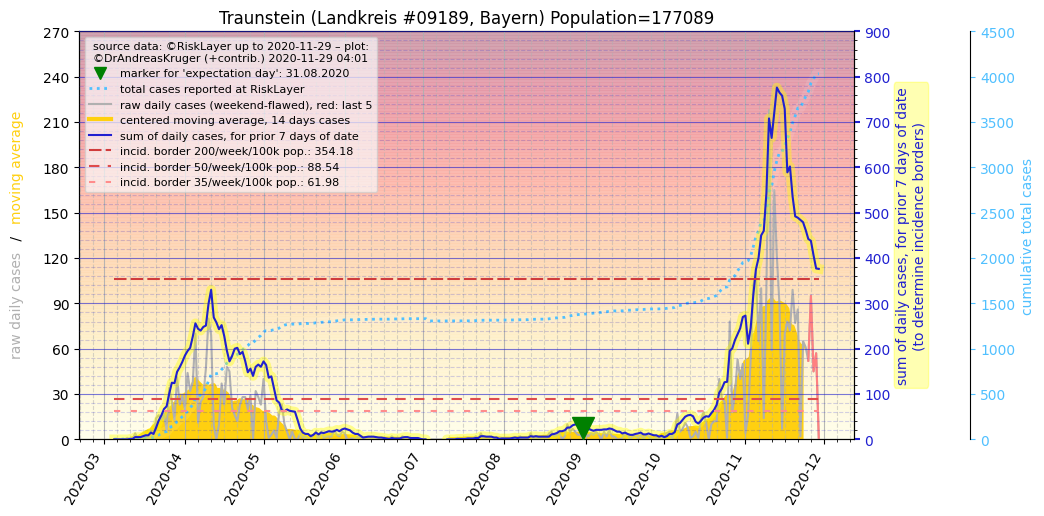 Traunstein (Landkreis #09189, Bayern) Population=177089
source data: ©RiskLayer up to 2020-11-29 – plot:
©DrAndreasKruger (+contrib.) 2020-11-29 04:01
marker for 'expectation day': 31.08.2020
total cases reported at RiskLayer
raw daily cases (weekend-flawed), red: last 5
centered moving average, 14 days cases
sum of daily cases, for prior 7 days of date
incid. border 200/week/100k pop.: 354.18
incid. border 50/week/100k pop.: 88.54
incid. border 35/week/100k pop.: 61.98
raw daily cases / moving average
270
240
210
180
150
120
90
60
30
0
2020-03
2020-04
2020-05
2020-06
2020-07
2020-08
2020-09
2020-10
2020-11
2020-12
900
800
700
600
500
400
300
200
100
0
sum of daily cases, for prior 7 days of date
(to determine incidence borders)
4500
4000
3500
3000
2500
2000
1500
1000
500
0
cumulative total cases